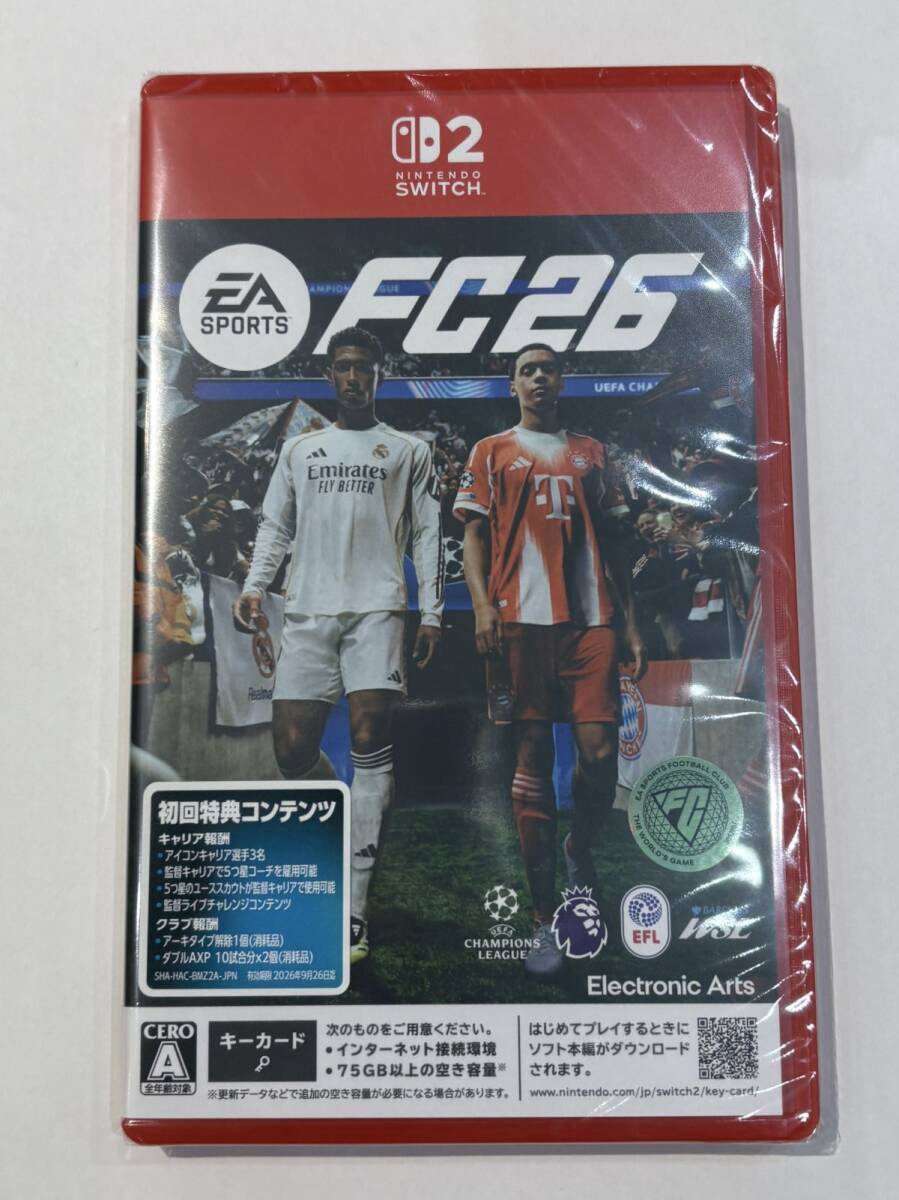 2
NINTENDO
SWITCH™
EA
SPORTS™
FC26
AMPION LEAGUE
UEFA CHA
Emirates
FLY BETTER
T
Realma
初回特典コンテンツ
キャリア報酬
・アイコンキャリア選手3名
・監督キャリアで5つ星コーチを雇用可能
・5つ星のユーススカウトが監督キャリアで使用可能
・監督ライブチャレンジコンテンツ
クラブ報酬
・アーキタイプ解除1個(消耗品)
・ダブルAXP 10試合分×2個(消耗品)
SHA-HAC-BMZ2A-JPN 有効期限 2026年9月26日迄
EA SPORTS FOOTBALL CLUB
FC
THE WORLD'S GAME
UEFA
CHAMPIONS
LEAGUE™
EFL
BARCLAYS
WSL
Electronic Arts
CERO
A
全年齢対象
キーカード
次のものをご用意ください。
•インターネット接続環境
•75GB以上の空き容量※
※更新データなどで追加の空き容量が必要になる場合があります。
はじめてプレイするときに
ソフト本編がダウンロード
されます。
www.nintendo.com/jp/switch2/key-card/